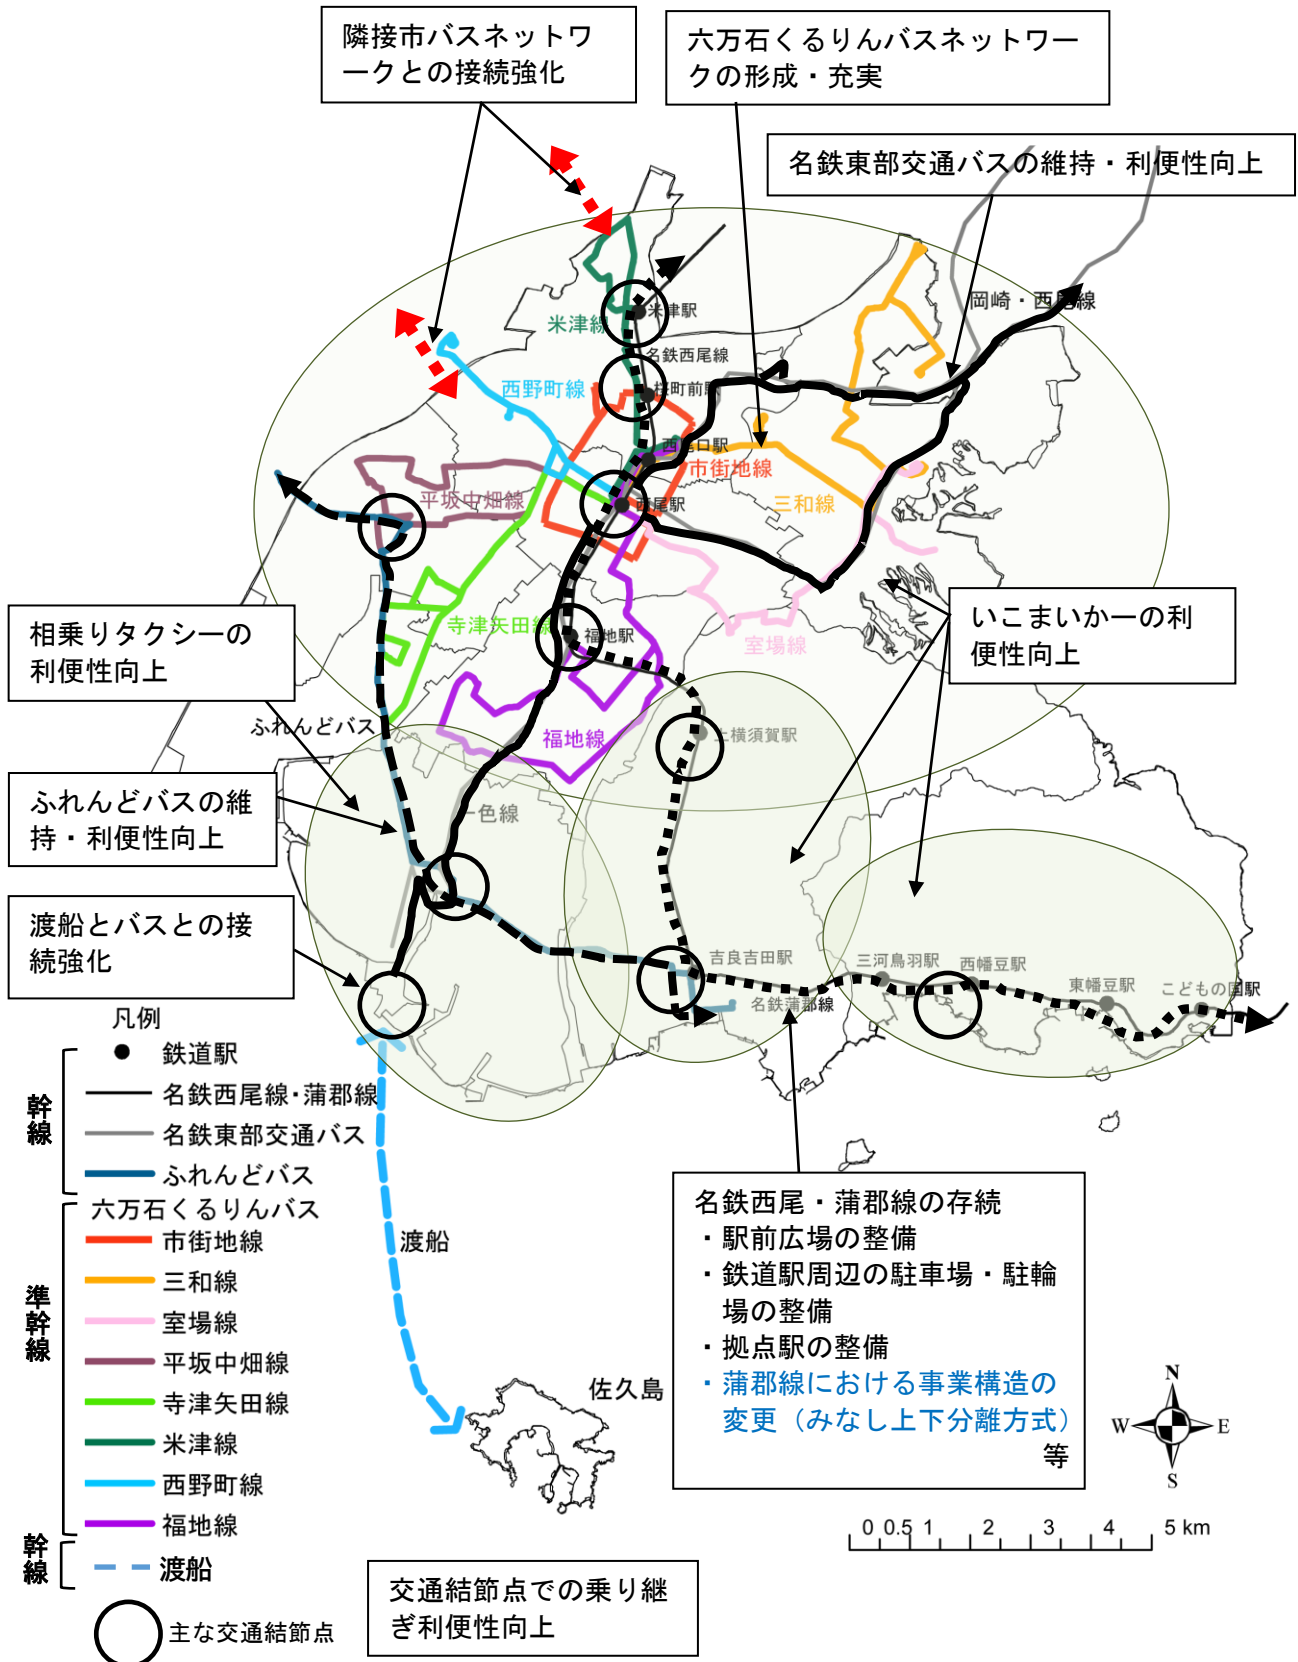 隣接市バスネットワ
ークとの接続強化
六万石くるりんバスネットワー
クの形成・充実
名鉄東部交通バスの維持・利便性向上
岡崎・西尾線
米津駅
米津線
名鉄西尾線
桜町前駅
西野町線
西尾口駅
市街地線
三和線
平坂中畑線
西尾駅
寺津矢田線
福地駅
室場線
いこまいかーの利
便性向上
相乗りタクシーの
利便性向上
ふれんどバス
福地線
上横須賀駅
ふれんどバスの維
持・利便性向上
一色線
渡船とバスとの接
続強化
吉良吉田駅
三河鳥羽駅
西幡豆駅
東幡豆駅
こどもの国駅
名鉄蒲郡線
凡例
鉄道駅
幹線
名鉄西尾線・蒲郡線
名鉄東部交通バス
ふれんどバス
六万石くるりんバス
準幹線
市街地線
三和線
室場線
平坂中畑線
寺津矢田線
米津線
西野町線
福地線
幹線
渡船
主な交通結節点
渡船
佐久島
名鉄西尾・蒲郡線の存続
・駅前広場の整備
・鉄道駅周辺の駐車場・駐輪
場の整備
・拠点駅の整備
・蒲郡線における事業構造の
変更（みなし上下分離方式）
等
N
W
E
S
0 0.5 1 2 3 4 5 km
交通結節点での乗り継
ぎ利便性向上